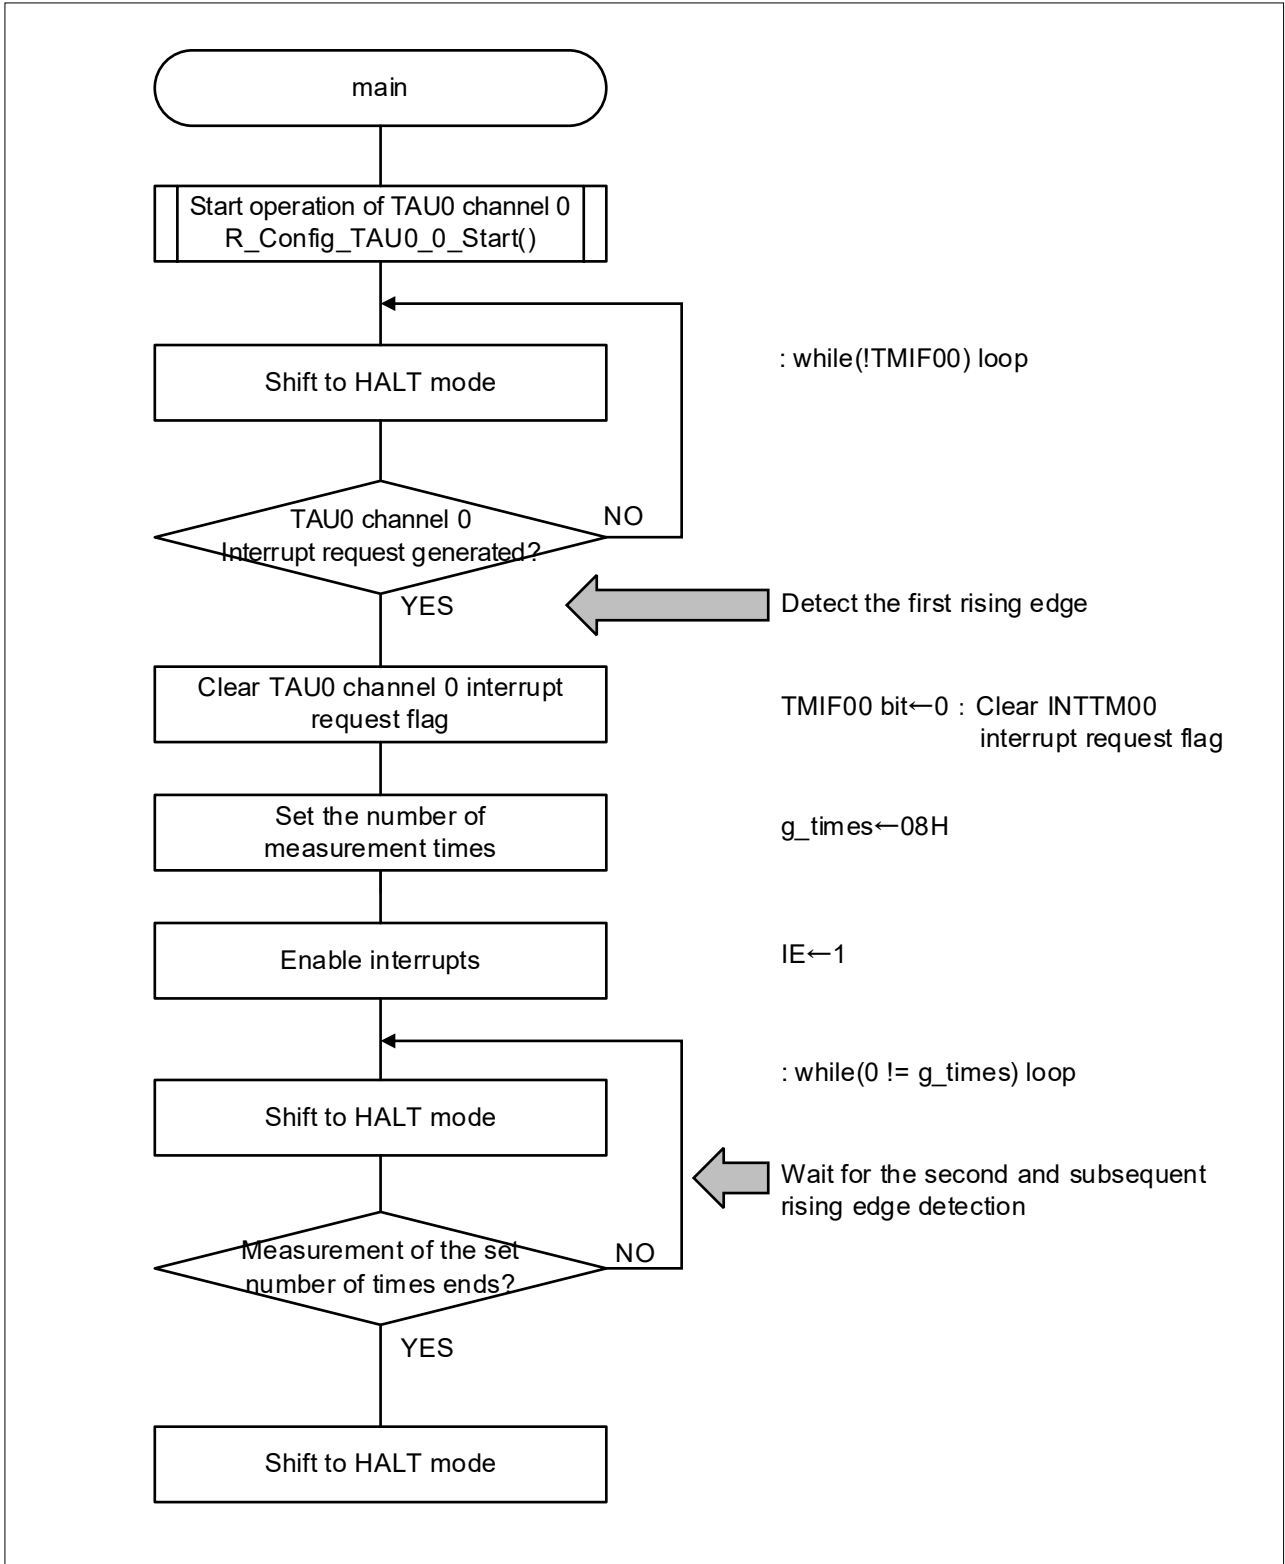 main
Start operation of TAU0 channel 0
R_Config_TAU0_0_Start()
: while(!TMIF00) loop
Shift to HALT mode
TAU0 channel 0
Interrupt request generated?
NO
YES
Detect the first rising edge
Clear TAU0 channel 0 interrupt
request flag
TMIF00 bit←0 : Clear INTTM00
interrupt request flag
Set the number of
measurement times
g_times←08H
Enable interrupts
IE←1
: while(0 != g_times) loop
Shift to HALT mode
Wait for the second and subsequent
rising edge detection
Measurement of the set
number of times ends?
NO
YES
Shift to HALT mode